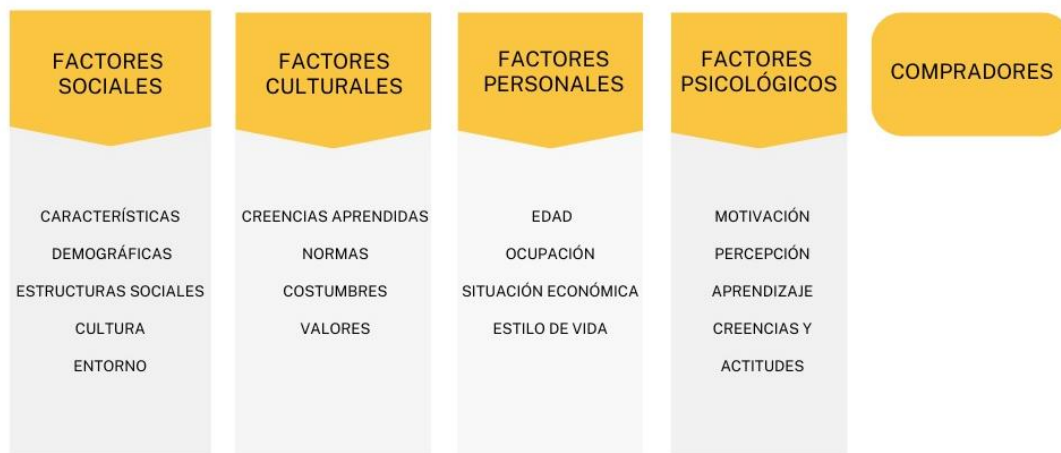 FACTORES
SOCIALES
CARACTERÍSTICAS
DEMOGRÁFICAS
ESTRUCTURAS SOCIALES
CULTURA
ENTORNO
FACTORES
CULTURALES
CREENCIAS APRENDIDAS
NORMAS
COSTUMBRES
VALORES
FACTORES
PERSONALES
EDAD
OCUPACIÓN
SITUACIÓN ECONÓMICA
ESTILO DE VIDA
FACTORES
PSICOLÓGICOS
MOTIVACIÓN
PERCEPCIÓN
APRENDIZAJE
CREENCIAS Y
ACTITUDES
COMPRADORES